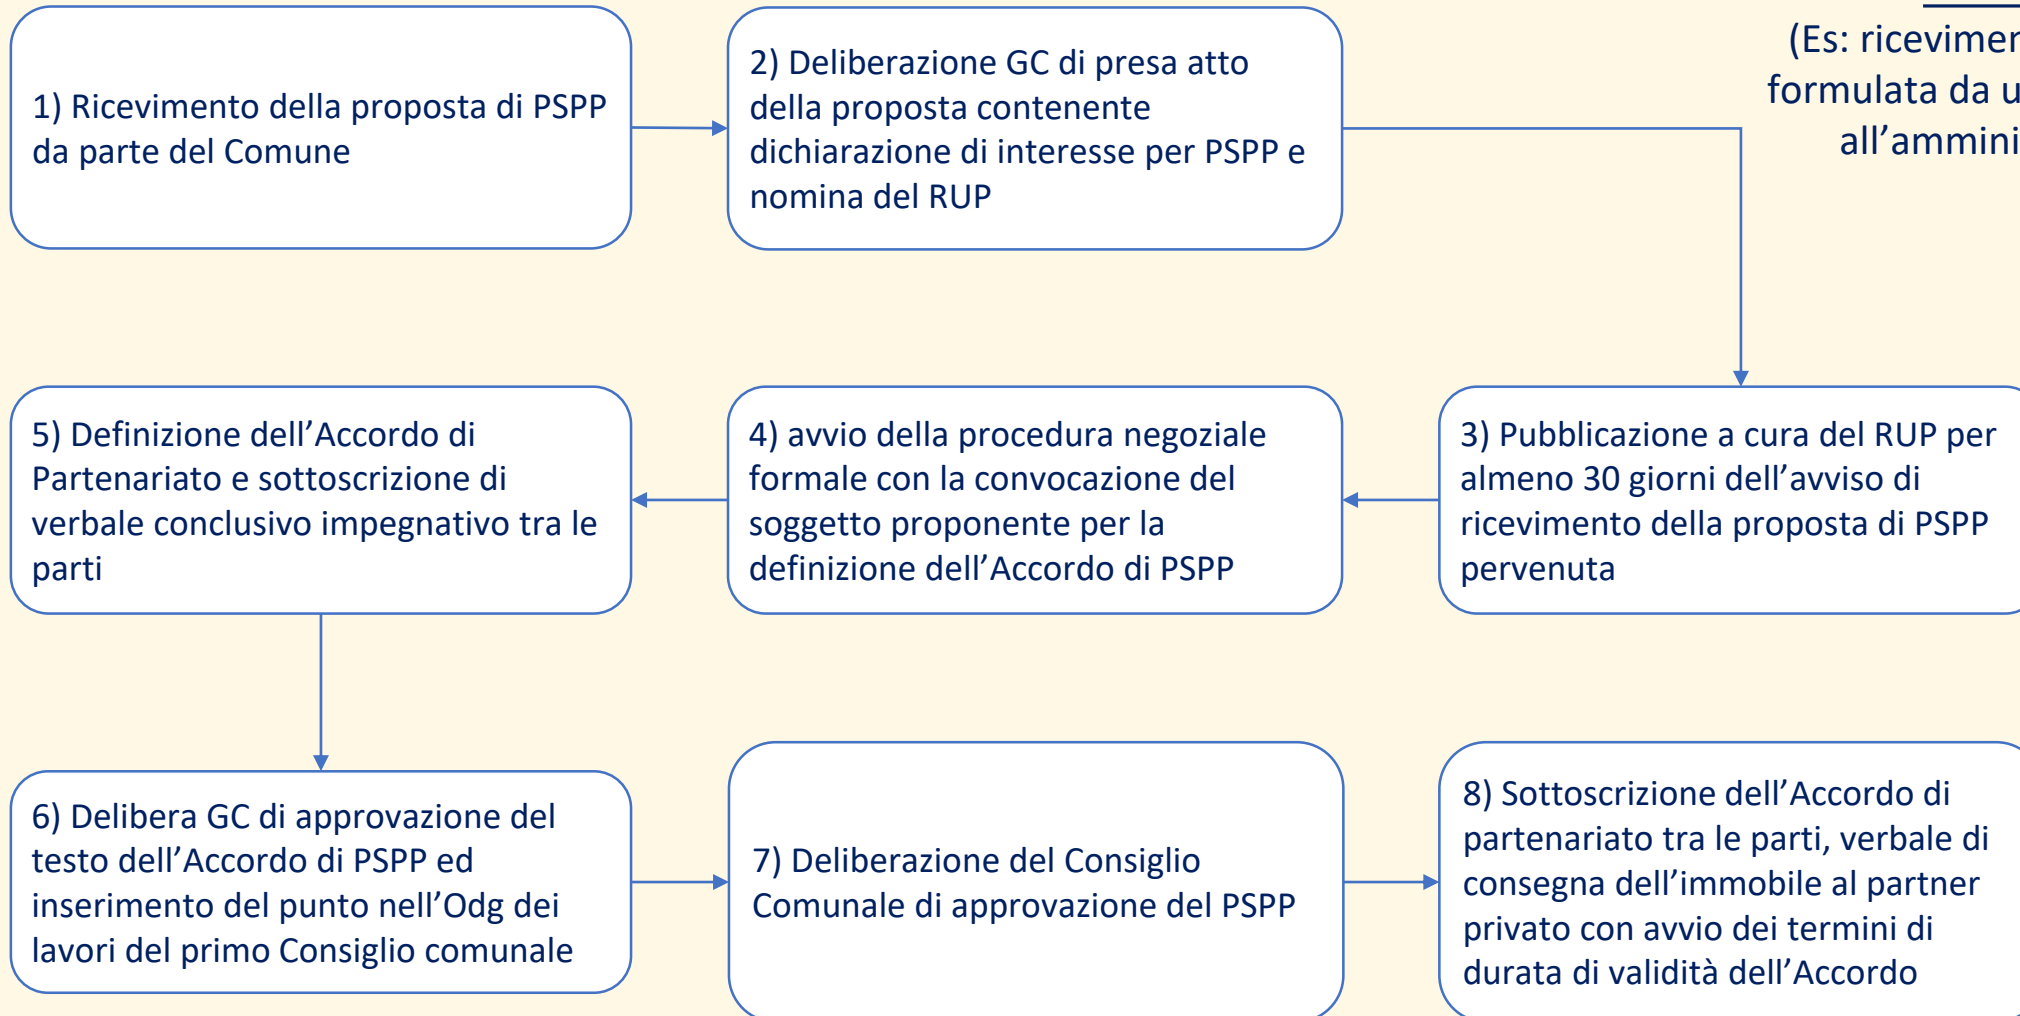 1) Ricevimento della proposta di PSPP
da parte del Comune
2) Deliberazione GC di presa atto
della proposta contenente
dichiarazione di interesse per PSPP e
nomina del RUP
(Es:
formulata da
3) Pubblicazione a cura del RUP per
almeno 30 giorni dell’avviso di
ricevimento della proposta di PSPP
pervenuta
4) avvio della procedura negoziale
formale con la convocazione del
soggetto proponente per la
definizione dell’Accordo di PSPP
5) Definizione dell’Accordo di
Partenariato e sottoscrizione di
verbale conclusivo impegnativo tra le
parti
6) Delibera GC di approvazione del
testo dell’Accordo di PSPP ed
inserimento del punto nell’Odg dei
lavori del primo Consiglio comunale
7) Deliberazione del Consiglio
Comunale di approvazione del PSPP
8) Sottoscrizione dell’Accordo di
partenariato tra le parti, verbale di
consegna dell’immobile al partner
privato con avvio dei termini di
durata di validità dell’Accordo